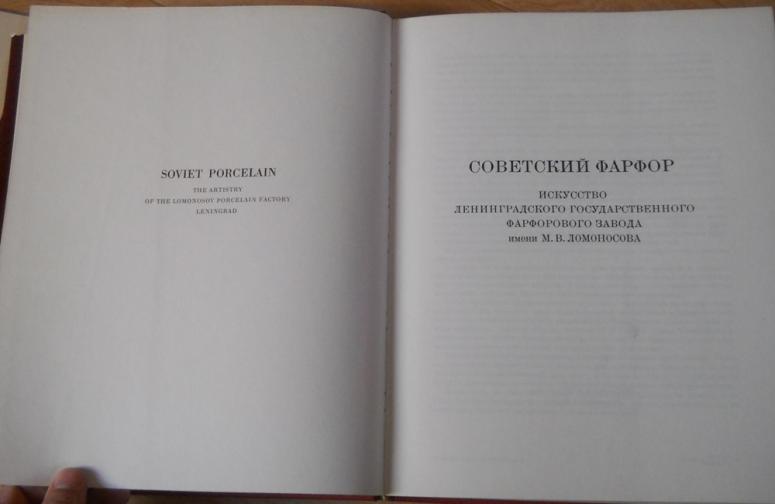 SOVIET PORCELAIN
THE ARTISTRY
OF THE LOMONOSOV PORCELAIN FACTORY
LENINGRAD
СОВЕТСКИЙ ФАРФОР
ИСКУССТВО
ЛЕНИНГРАДСКОГО ГОСУДАРСТВЕННОГО
ФАРФОРОВОГО ЗАВОДА
имени М. В. ЛОМОНОСОВА